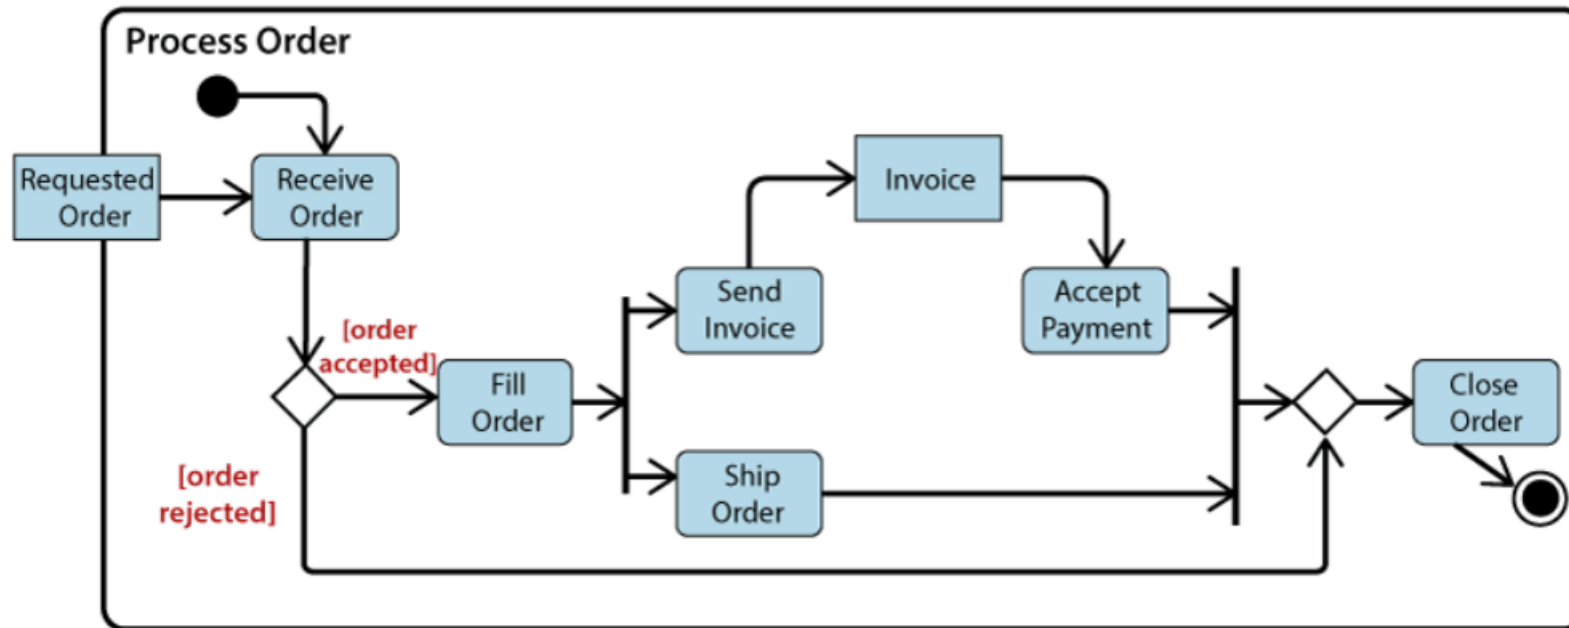 Process Order
Requested
Order
Receive
Order
Invoice
Send
Invoice
Accept
Payment
[order
accepted]
Fill
Order
Close
Order
[order
rejected]
Ship
Order